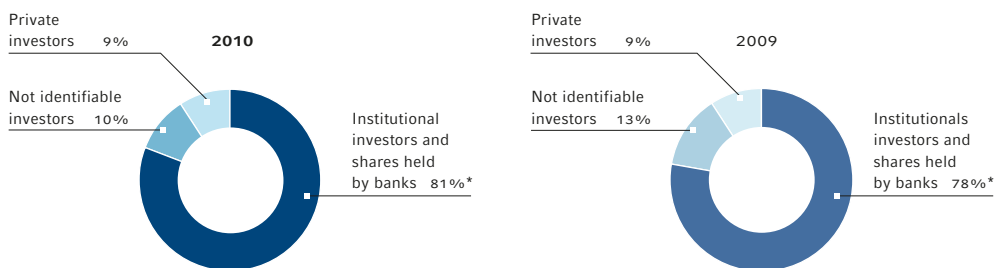 Private
investors 9%
2010
Not identifiable
investors 10%
Institutional
investors and
shares held
by banks 81%*
Private
investors 9%
2009
Not identifiable
investors 13%
Institutionals
investors and
shares held
by banks 78%*